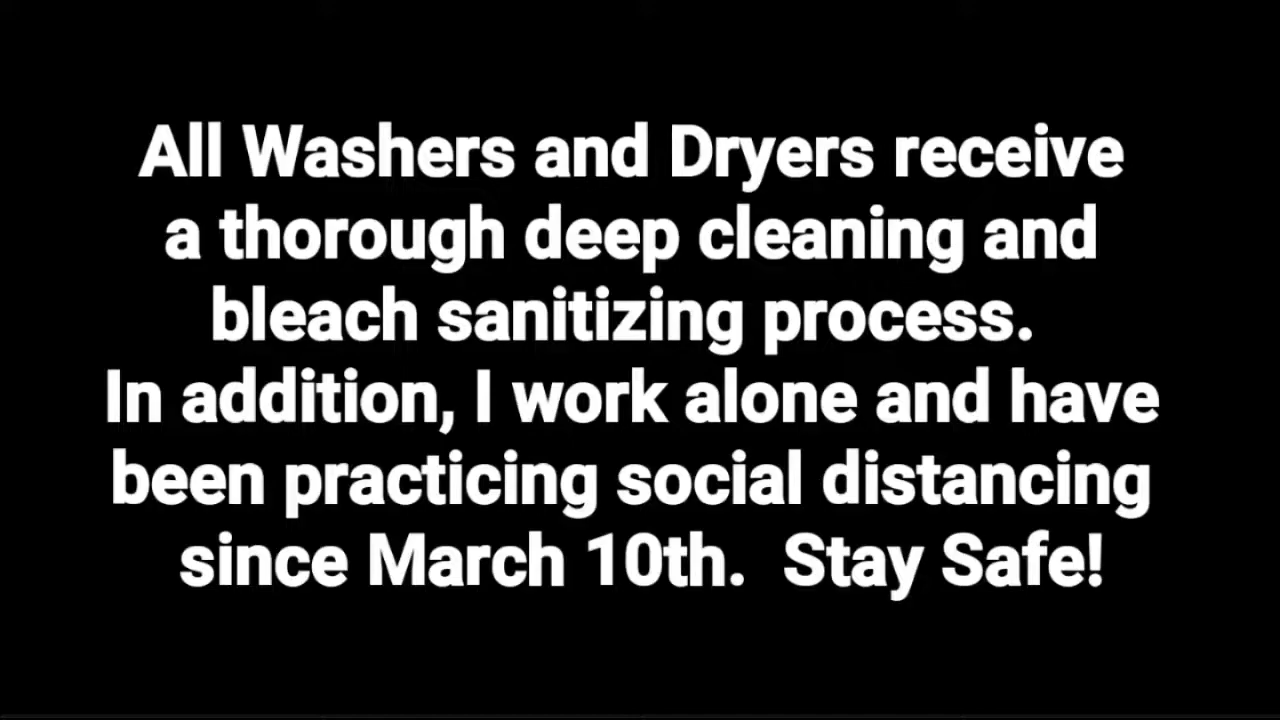 All Washers and Dryers receive
a thorough deep cleaning and
bleach sanitizing process.
In addition, I work alone and have
been practicing social distancing
since March 10th.  Stay Safe!